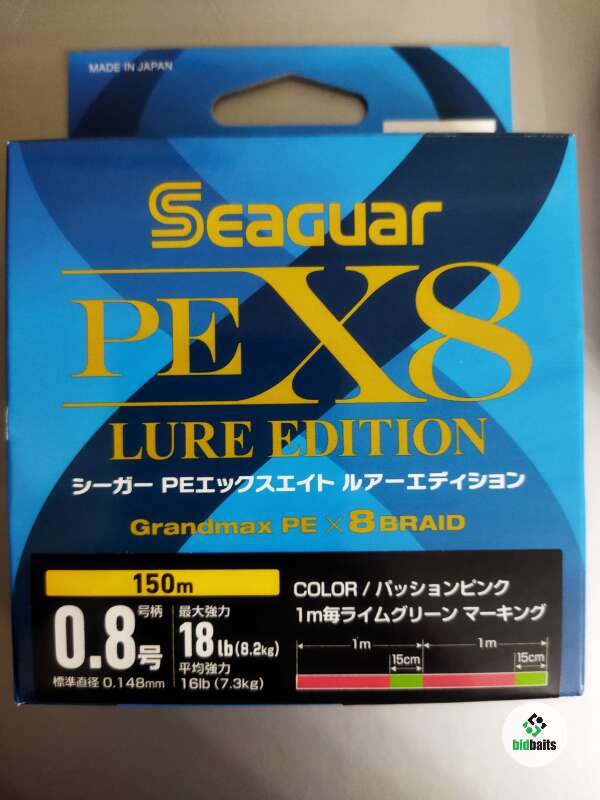 MADE IN JAPAN
Seaguar
PE X8
LURE EDITION
シーガー PEエックスエイト ルアーエディション
Grandmax PE×8 BRAID
150m
号柄
0.8号
標準直径 0.148mm
最大強力
18lb(8.2kg)
平均強力
16lb(7.3kg)
COLOR/パッションピンク
1m毎ライムグリーン マーキング
1m 1m
15cm 15cm
bidbaits